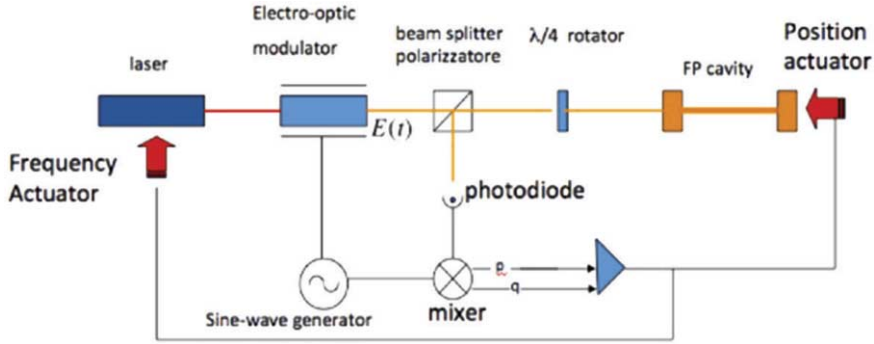 Electro-optic
modulator
laser
beam splitter
polarizzatore
λ/4 rotator
FP cavity
Position
actuator
E(t)
Frequency
Actuator
photodiode
p
q
mixer
Sine-wave generator